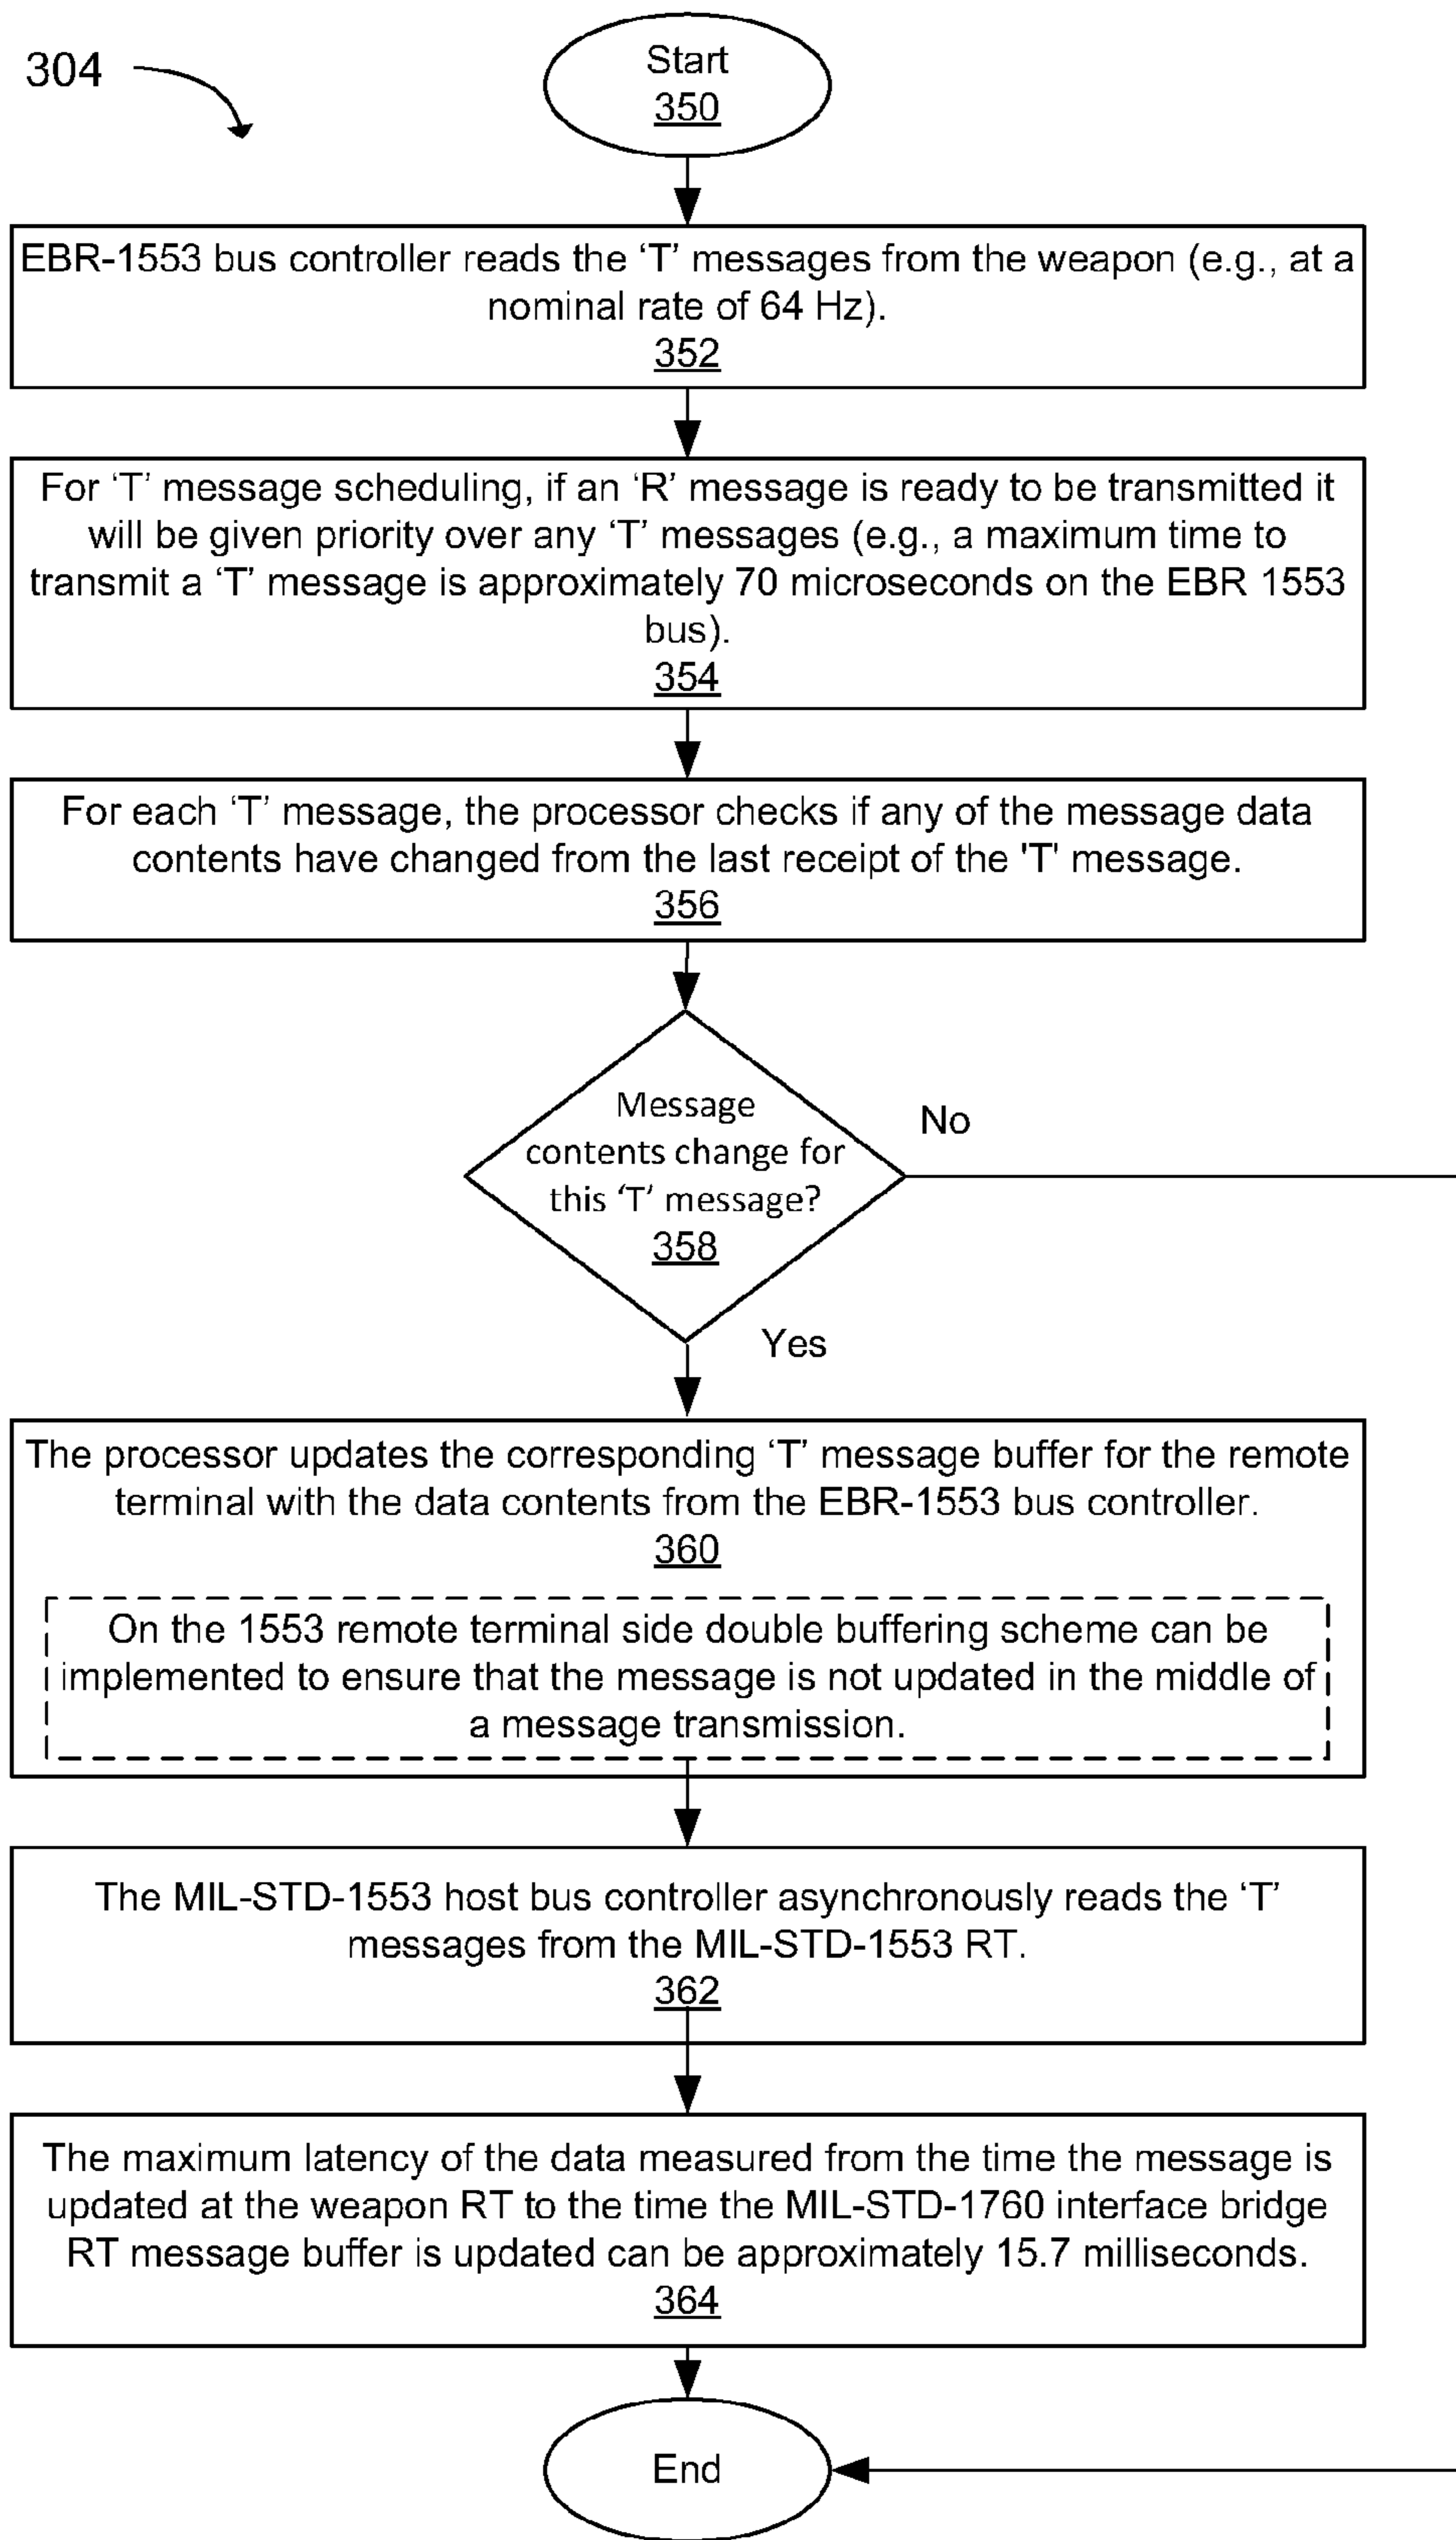 304
Start
350
EBR-1553 bus controller reads the ‘T’ messages from the weapon (e.g., at a
nominal rate of 64 Hz).
352
For ‘T’ message scheduling, if an ‘R’ message is ready to be transmitted it
will be given priority over any ‘T’ messages (e.g., a maximum time to
transmit a ‘T’ message is approximately 70 microseconds on the EBR 1553
bus).
354
For each ‘T’ message, the processor checks if any of the message data
contents have changed from the last receipt of the 'T' message.
356
Message
contents change for
this ‘T’ message?
358
No
Yes
The processor updates the corresponding ‘T’ message buffer for the remote
terminal with the data contents from the EBR-1553 bus controller.
360
On the 1553 remote terminal side double buffering scheme can be
implemented to ensure that the message is not updated in the middle of
a message transmission.
The MIL-STD-1553 host bus controller asynchronously reads the ‘T’
messages from the MIL-STD-1553 RT.
362
The maximum latency of the data measured from the time the message is
updated at the weapon RT to the time the MIL-STD-1760 interface bridge
RT message buffer is updated can be approximately 15.7 milliseconds.
364
End